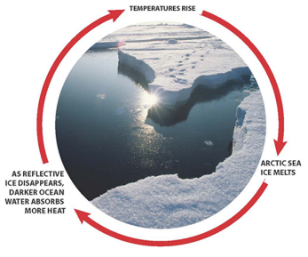 TEMPERATURES RISE
ARCTIC SEA
ICE MELTS
AS REFLECTIVE
ICE DISAPPEARS,
DARKER OCEAN
WATER ABSORBS
MORE HEAT